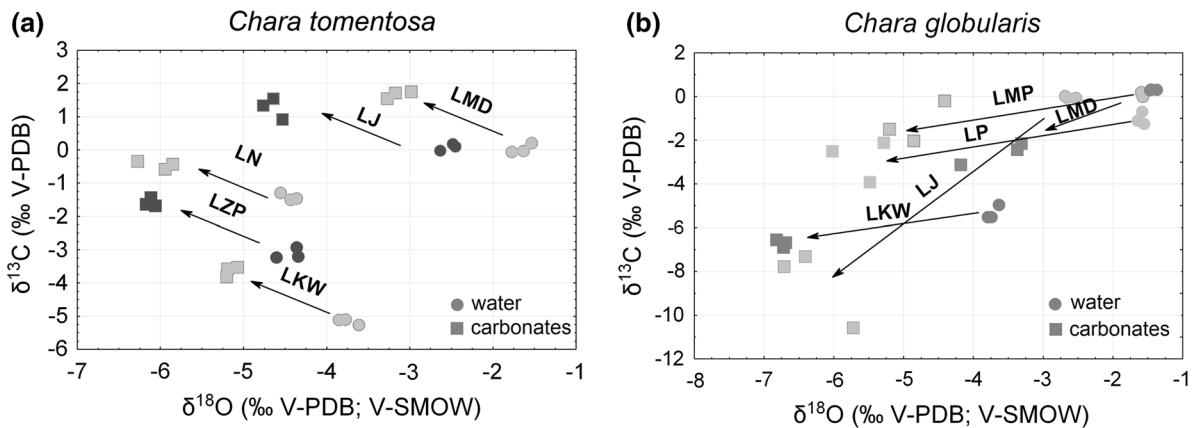 (a) Chara tomentosa
3
2
1
0
-1
-2
-3
-4
-5
-6
δ13C (‰ V-PDB)
LMD
LJ
LN
LZP
LKW
water
carbonates
-7 -6 -5 -4 -3 -2 -1
δ18O (‰ V-PDB; V-SMOW)
(b) Chara globularis
2
0
-2
-4
-6
-8
-10
-12
δ13C (‰ V-PDB)
LMP
LMD
LP
LJ
LKW
water
carbonates
-8 -7 -6 -5 -4 -3 -2 -1
δ18O (‰ V-PDB; V-SMOW)